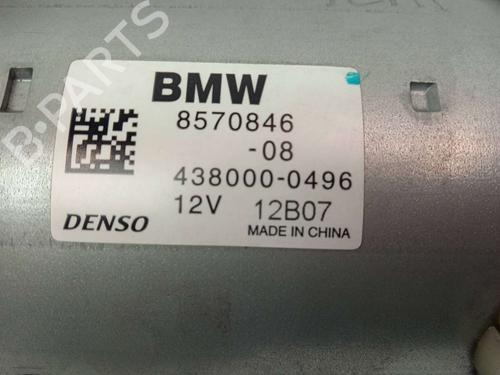 BMW
8570846
-08
438000-0496
12V 12B07
DENSO MADE IN CHINA
B-PARTS